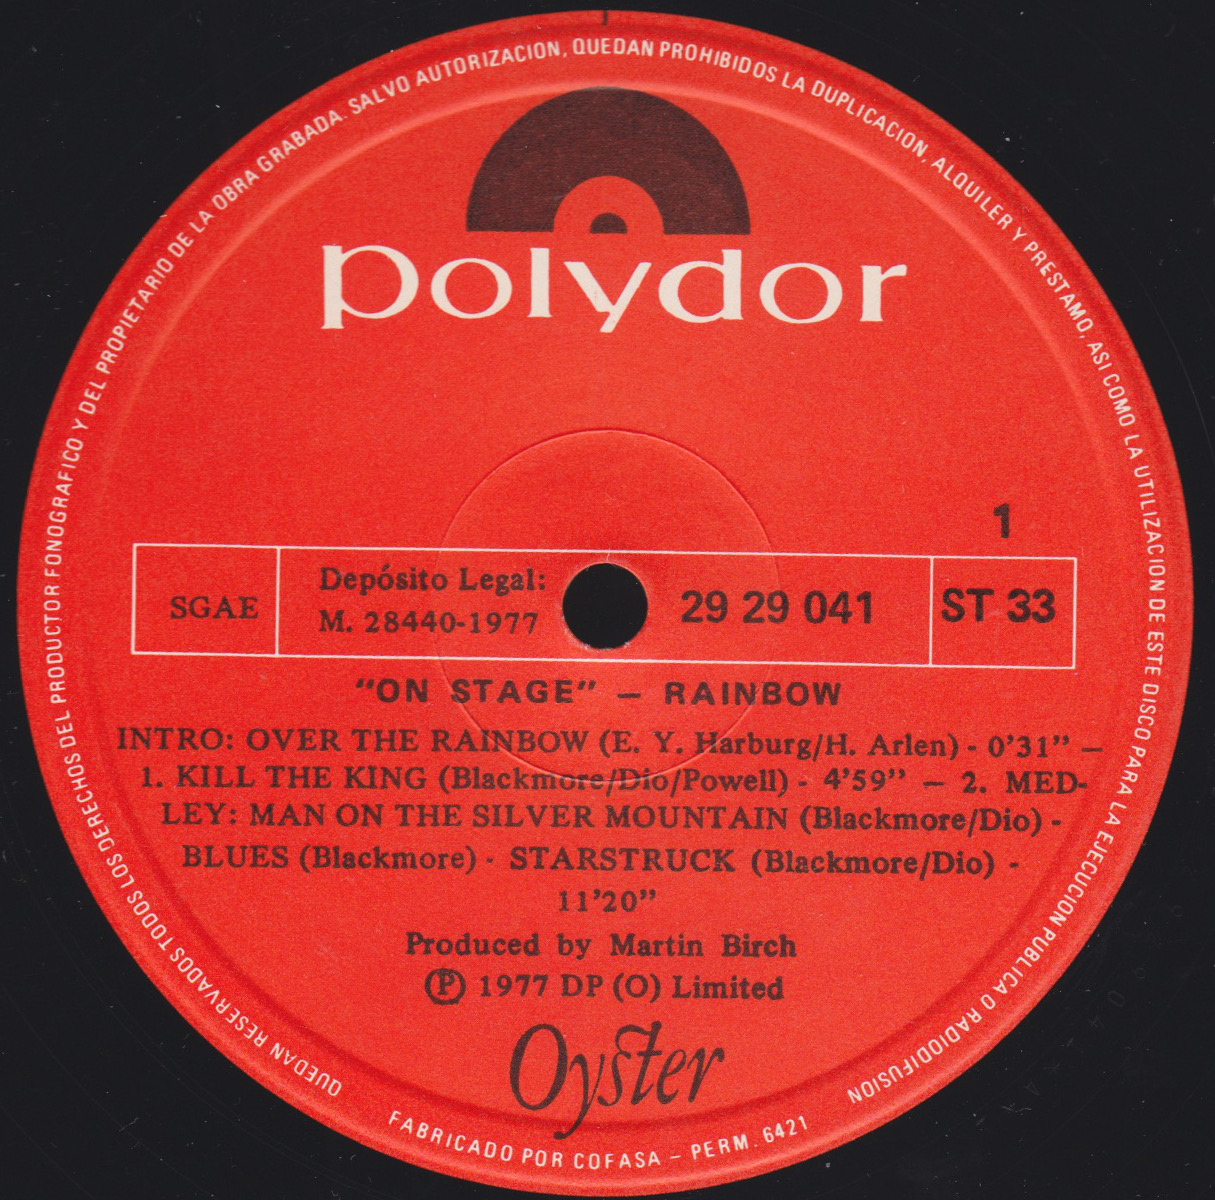 QUEDAN RESERVADOS TODOS LOS DERECHOS DEL PRODUCTOR FONOGRAFICO Y DEL PROPIETARIO DE LA OBRA GRABADA. SALVO AUTORIZACION, QUEDAN PROHIBIDOS LA DUPLICACION, ALQUILER Y PRESTAMO, ASI COMO LA UTILIZACION DE ESTE DISCO PARA LA EJECUCION PUBLICA O RADIODIFUSION
polydor
1
SGAE
Depósito Legal:
M. 28440-1977
29 29 041
ST 33
"ON STAGE" – RAINBOW
INTRO: OVER THE RAINBOW (E. Y. Harburg/H. Arlen) - 0'31" –
1. KILL THE KING (Blackmore/Dio/Powell) - 4'59" – 2. MED-
LEY: MAN ON THE SILVER MOUNTAIN (Blackmore/Dio) -
BLUES (Blackmore) - STARSTRUCK (Blackmore/Dio) -
11'20"
Produced by Martin Birch
℗ 1977 DP (O) Limited
Oyster
FABRICADO POR COFASA – PERM. 6421